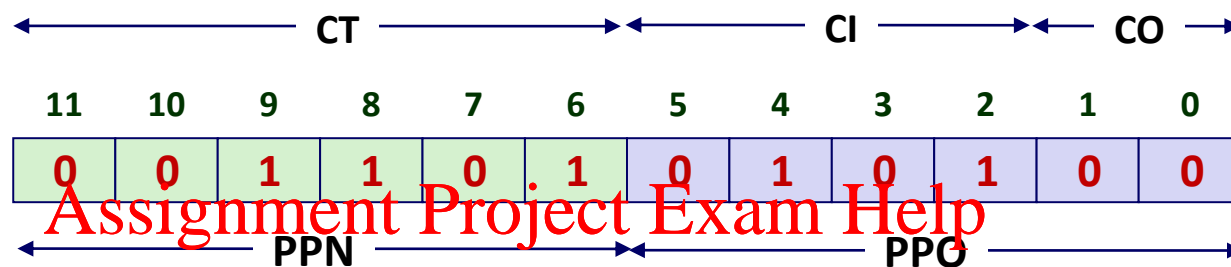 CT CI CO
11 10 9 8 7 6 5 4 3 2 1 0
0 0 1 1 0 1 0 1 0 1 0 0
Assignment Project Exam Help
PPN PPO